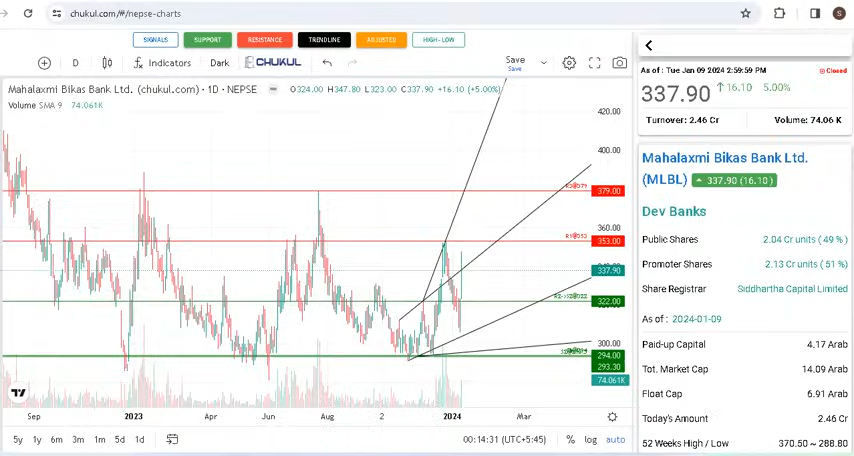 chukul.com/#/nepse-charts
S
SIGNALS
SUPPORT
RESISTANCE
TRENDLINE
ADJUSTED
HIGH-LOW
D
Indicators
Dark
CHUKUL
Save
Save
Mahalaxmi Bikas Bank Ltd. (chukul.com) · 1D · NEPSE
O324.00 H347.80 L323.00 C337.90 +16.10 (+5.00%)
Volume SMA 9 74.061K
420.00
400.00
R3@379
379.00
360.00
R1@353
353.00
337.90
322.00
300.00
294.00
293.30
74.061K
Sep
2023
Apr
Jun
Aug
2
2024
Mar
5y
1y
6m
3m
1m
5d
1d
00:14:31 (UTC+5:45)
%
log
auto
As of : Tue Jan 09 2024 2:59:59 PM
Closed
337.90
16.10
5.00%
Turnover: 2.46 Cr
Volume: 74.06 K
Mahalaxmi Bikas Bank Ltd.
(MLBL)
337.90 (16.10 )
Dev Banks
Public Shares
2.04 Cr units ( 49 % )
Promoter Shares
2.13 Cr units ( 51 % )
Share Registrar
Siddhartha Capital Limited
As of : 2024-01-09
Paid-up Capital
4.17 Arab
Tot. Market Cap
14.09 Arab
Float Cap
6.91 Arab
Today's Amount
2.46 Cr
52 Weeks High / Low
370.50 ~ 288.80